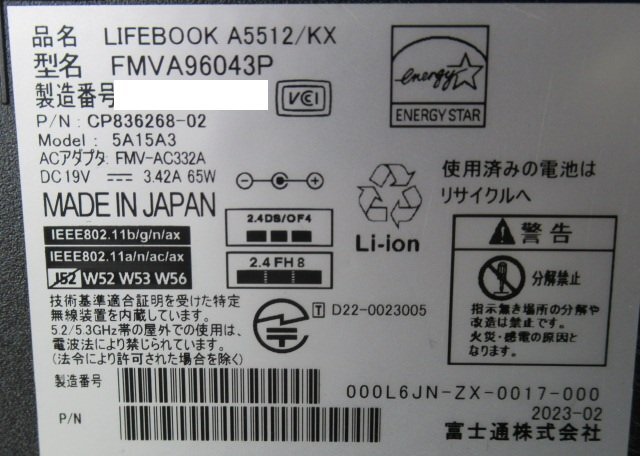 品名 LIFEBOOK A5512/KX
型名 FMVA96043P
製造番号
VCCI
energy
ENERGY STAR
P/N: CP836268-02
Model: 5A15A3
ACアダプタ: FMV-AC332A
DC19V 3.42A 65W
使用済みの電池は
リサイクルへ
Li-ion
MADE IN JAPAN
IEEE802.11b/g/n/ax
IEEE802.11a/n/ac/ax
J52 W52 W53 W56
2.4DS/OF4
2.4FH8
警告
分解禁止
指示無き場所の分解や
改造は禁止です。
火災・感電の原因と
なります。
技術基準適合証明を受けた特定
無線装置を内蔵しています。
5.2/5.3GHz帯の屋外での使用は、
電波法により禁止されています。
(法令により許可された場合を除く)
T D22-0023005
製造番号
000L6JN-ZX-0017-000
P/N
2023-02
富士通株式会社